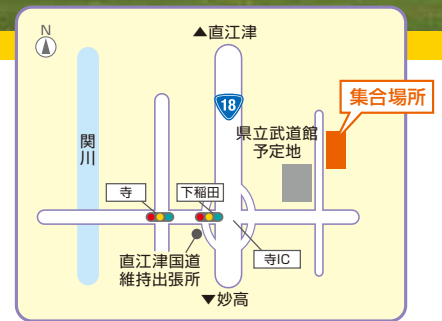 N
▲直江津
18
集合場所
県立武道館
予定地
関川
寺
下稲田
直江津国道
維持出張所
寺IC
▼妙高